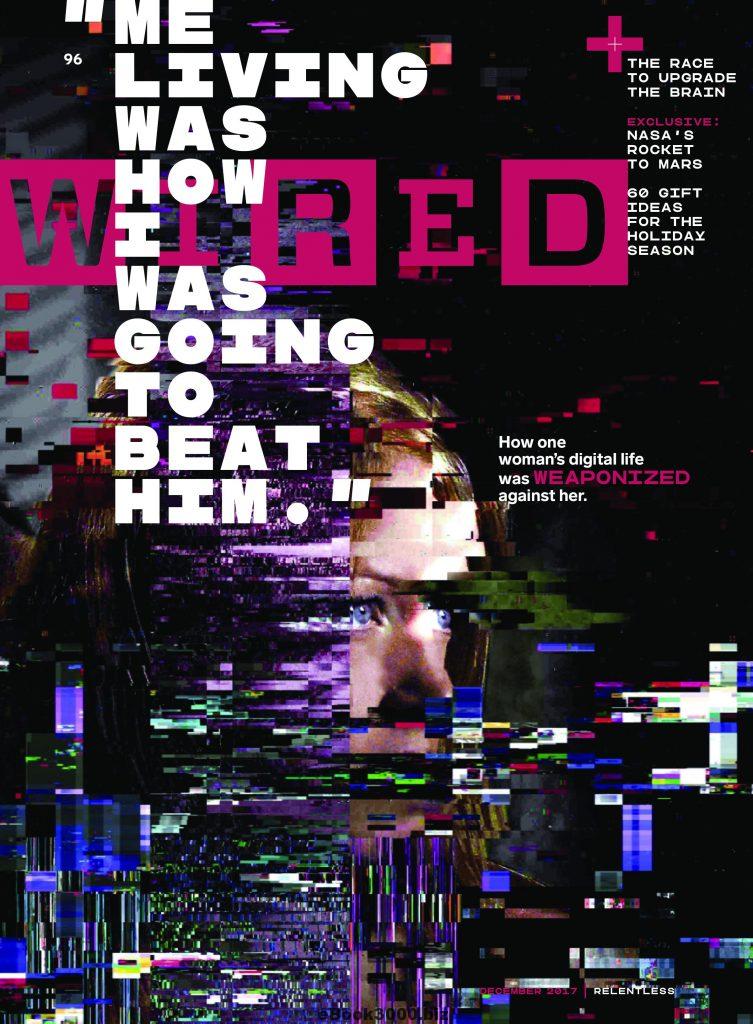 "ME
96
LIVING
WAS
HOW
I
WAS
GOING
TO
BEAT
HIM."
WIRED
THE RACE
TO UPGRADE
THE BRAIN
EXCLUSIVE:
NASA'S
ROCKET
TO MARS
60 GIFT
IDEAS
FOR THE
HOLIDAY
SEASON
How one
woman's digital life
was WEAPONIZED
against her.
DECEMBER 2017 | RELENTLESS
eBook3000.biz